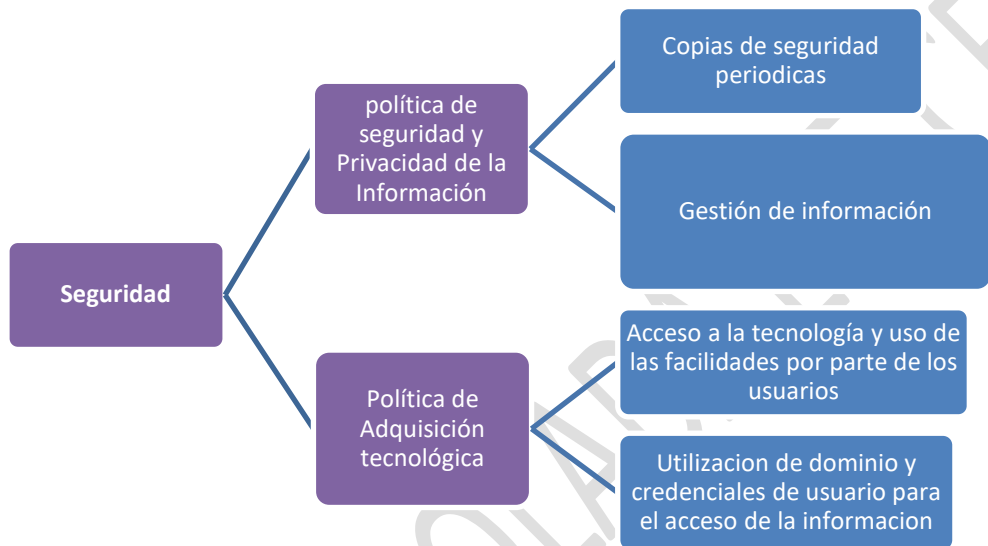 Seguridad
política de
seguridad y
Privacidad de la
Información
Copias de seguridad
periodicas
Gestión de información
Política de
Adquisición
tecnológica
Acceso a la tecnología y uso de
las facilidades por parte de los
usuarios
Utilizacion de dominio y
credenciales de usuario para
el acceso de la informacion